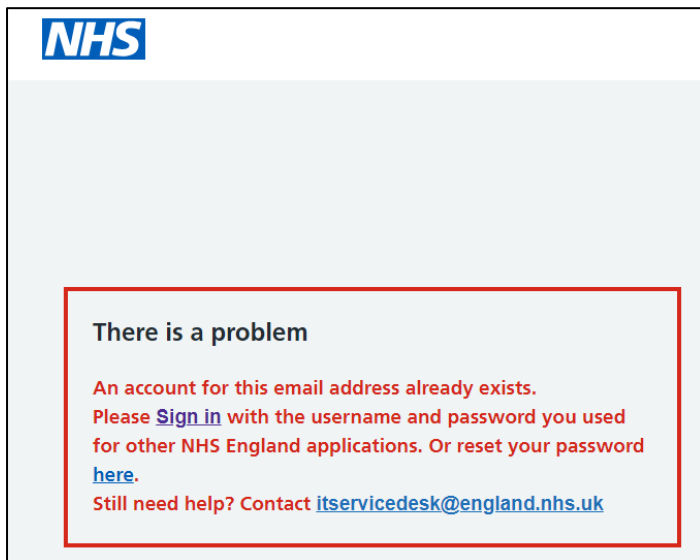 NHS
There is a problem
An account for this email address already exists.
Please Sign in with the username and password you used
for other NHS England applications. Or reset your password
here.
Still need help? Contact itservicedesk@england.nhs.uk